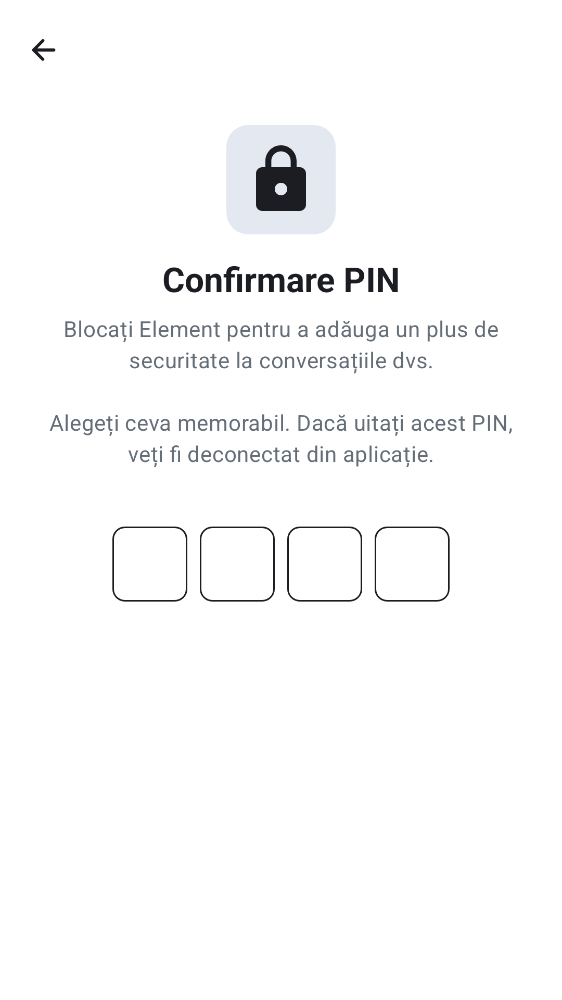 Confirmare PIN
Blocați Element pentru a adăuga un plus de
securitate la conversațiile dvs.
Alegeți ceva memorabil. Dacă uitați acest PIN,
veți fi deconectat din aplicație.